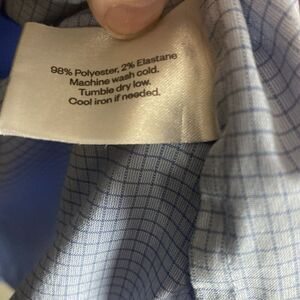 98% Polyester, 2% Elastane
Machine wash cold.
Tumble dry low.
Cool iron if needed.